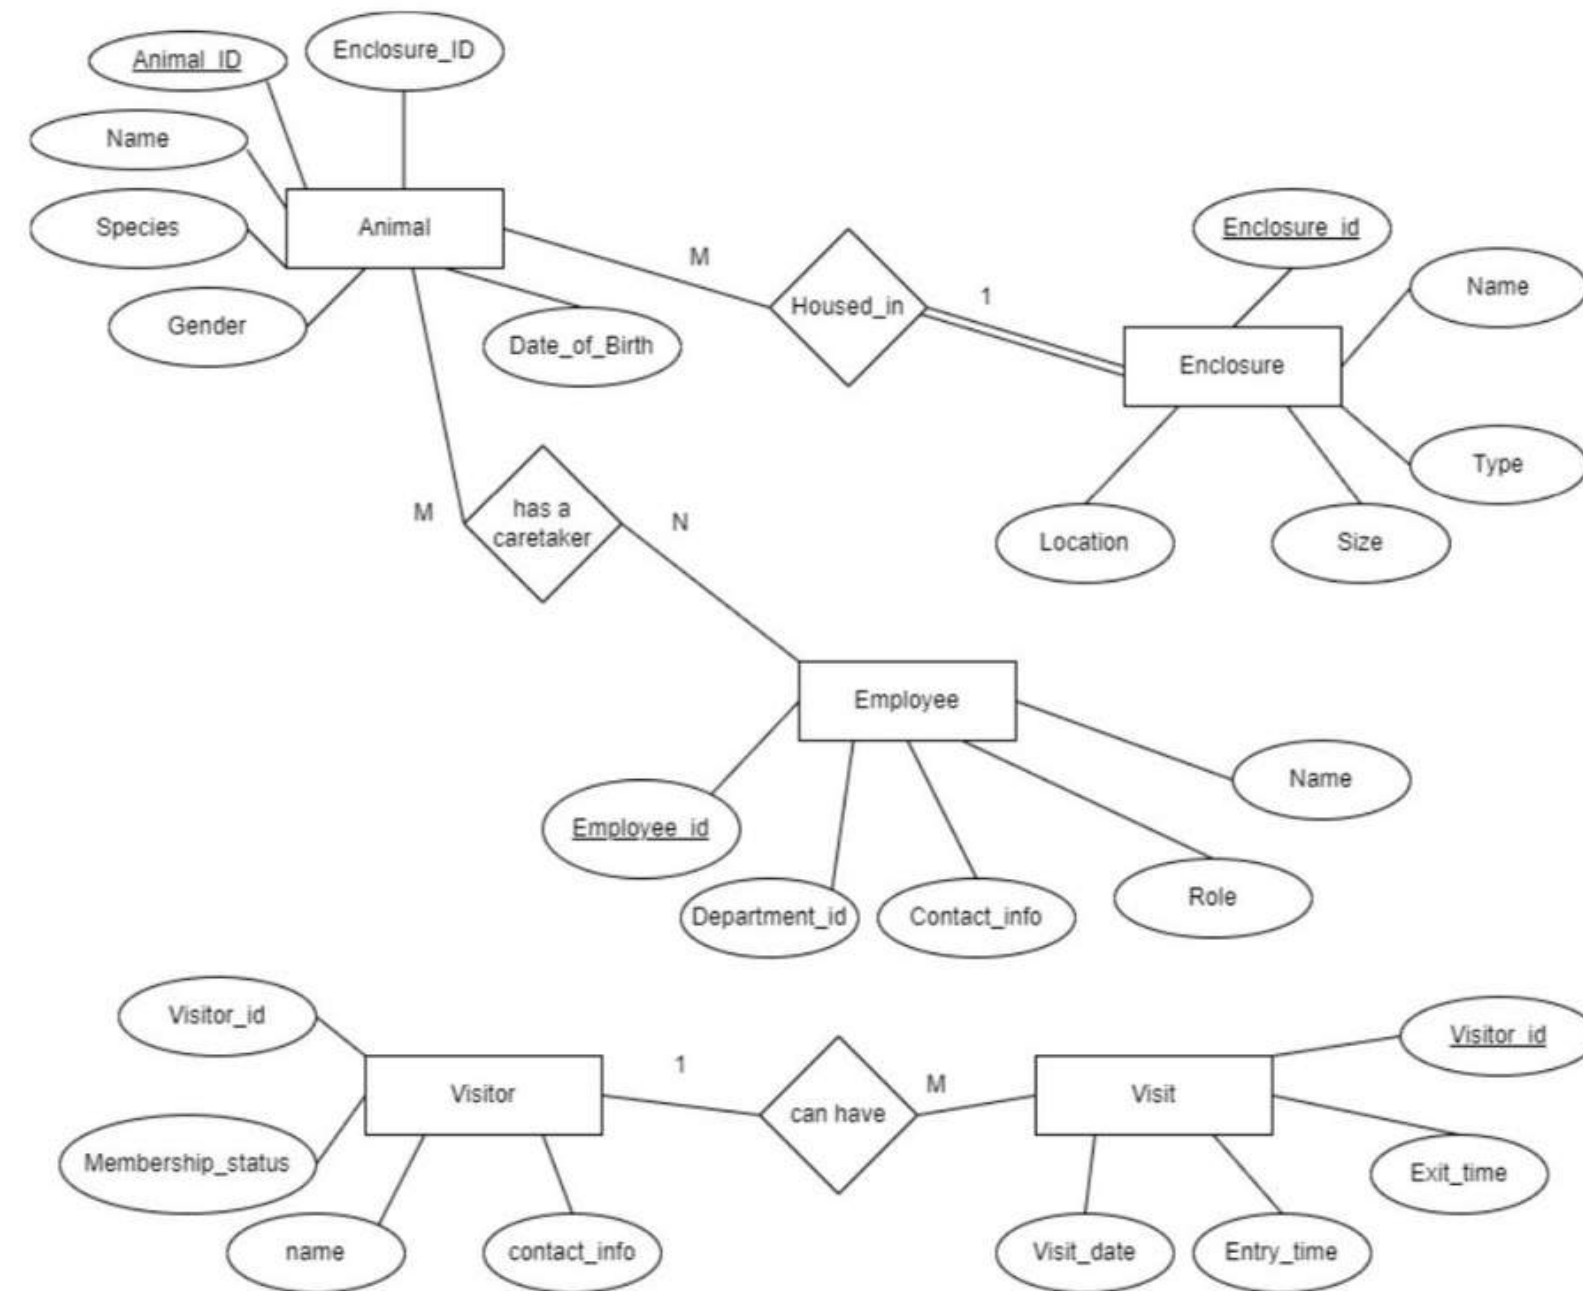 Animal_ID
Enclosure_ID
Name
Species
Animal
Gender
Date_of_Birth
M
Housed_in
1
Enclosure_id
Name
Enclosure
Type
Location
Size
M
has a
caretaker
N
Employee
Name
Employee_id
Department_id
Contact_info
Role
Visitor_id
Visitor
Membership_status
name
contact_info
1
can have
M
Visit
Visitor_id
Exit_time
Visit_date
Entry_time